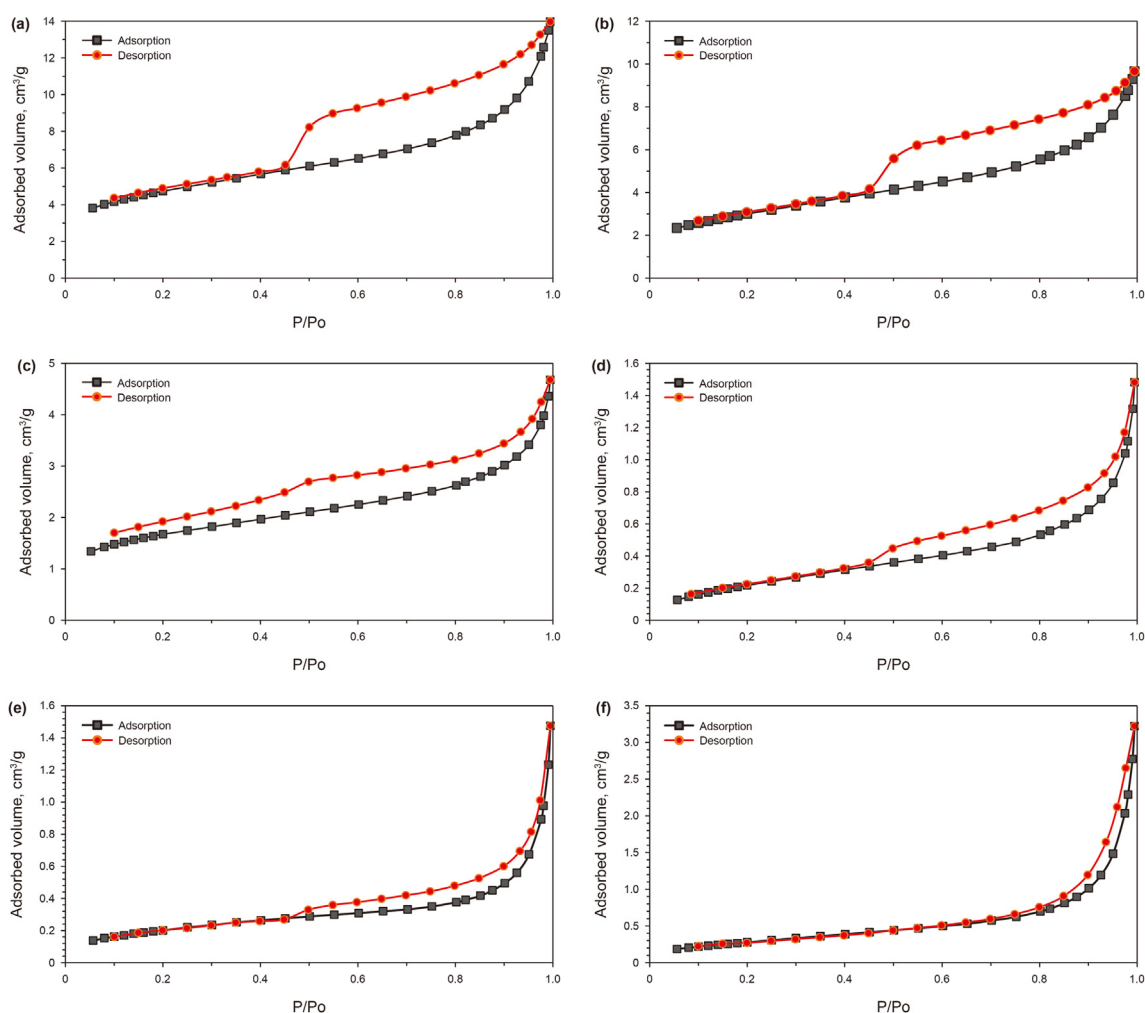 (a)
14
12
10
8
6
4
2
0
Adsorbed volume, cm³/g
Adsorption
Desorption
0 0.2 0.4 0.6 0.8 1.0
P/Po
(b)
12
10
8
6
4
2
0
Adsorbed volume, cm³/g
Adsorption
Desorption
0 0.2 0.4 0.6 0.8 1.0
P/Po
(c)
5
4
3
2
1
0
Adsorbed volume, cm³/g
Adsorption
Desorption
0 0.2 0.4 0.6 0.8 1.0
P/Po
(d)
1.6
1.4
1.2
1.0
0.8
0.6
0.4
0.2
0
Adsorbed volume, cm³/g
Adsorption
Desorption
0 0.2 0.4 0.6 0.8 1.0
P/Po
(e)
1.6
1.4
1.2
1.0
0.8
0.6
0.4
0.2
0
Adsorbed volume, cm³/g
Adsorption
Desorption
0 0.2 0.4 0.6 0.8 1.0
P/Po
(f)
3.5
3.0
2.5
2.0
1.5
1.0
0.5
0
Adsorbed volume, cm³/g
Adsorption
Desorption
0 0.2 0.4 0.6 0.8 1.0
P/Po